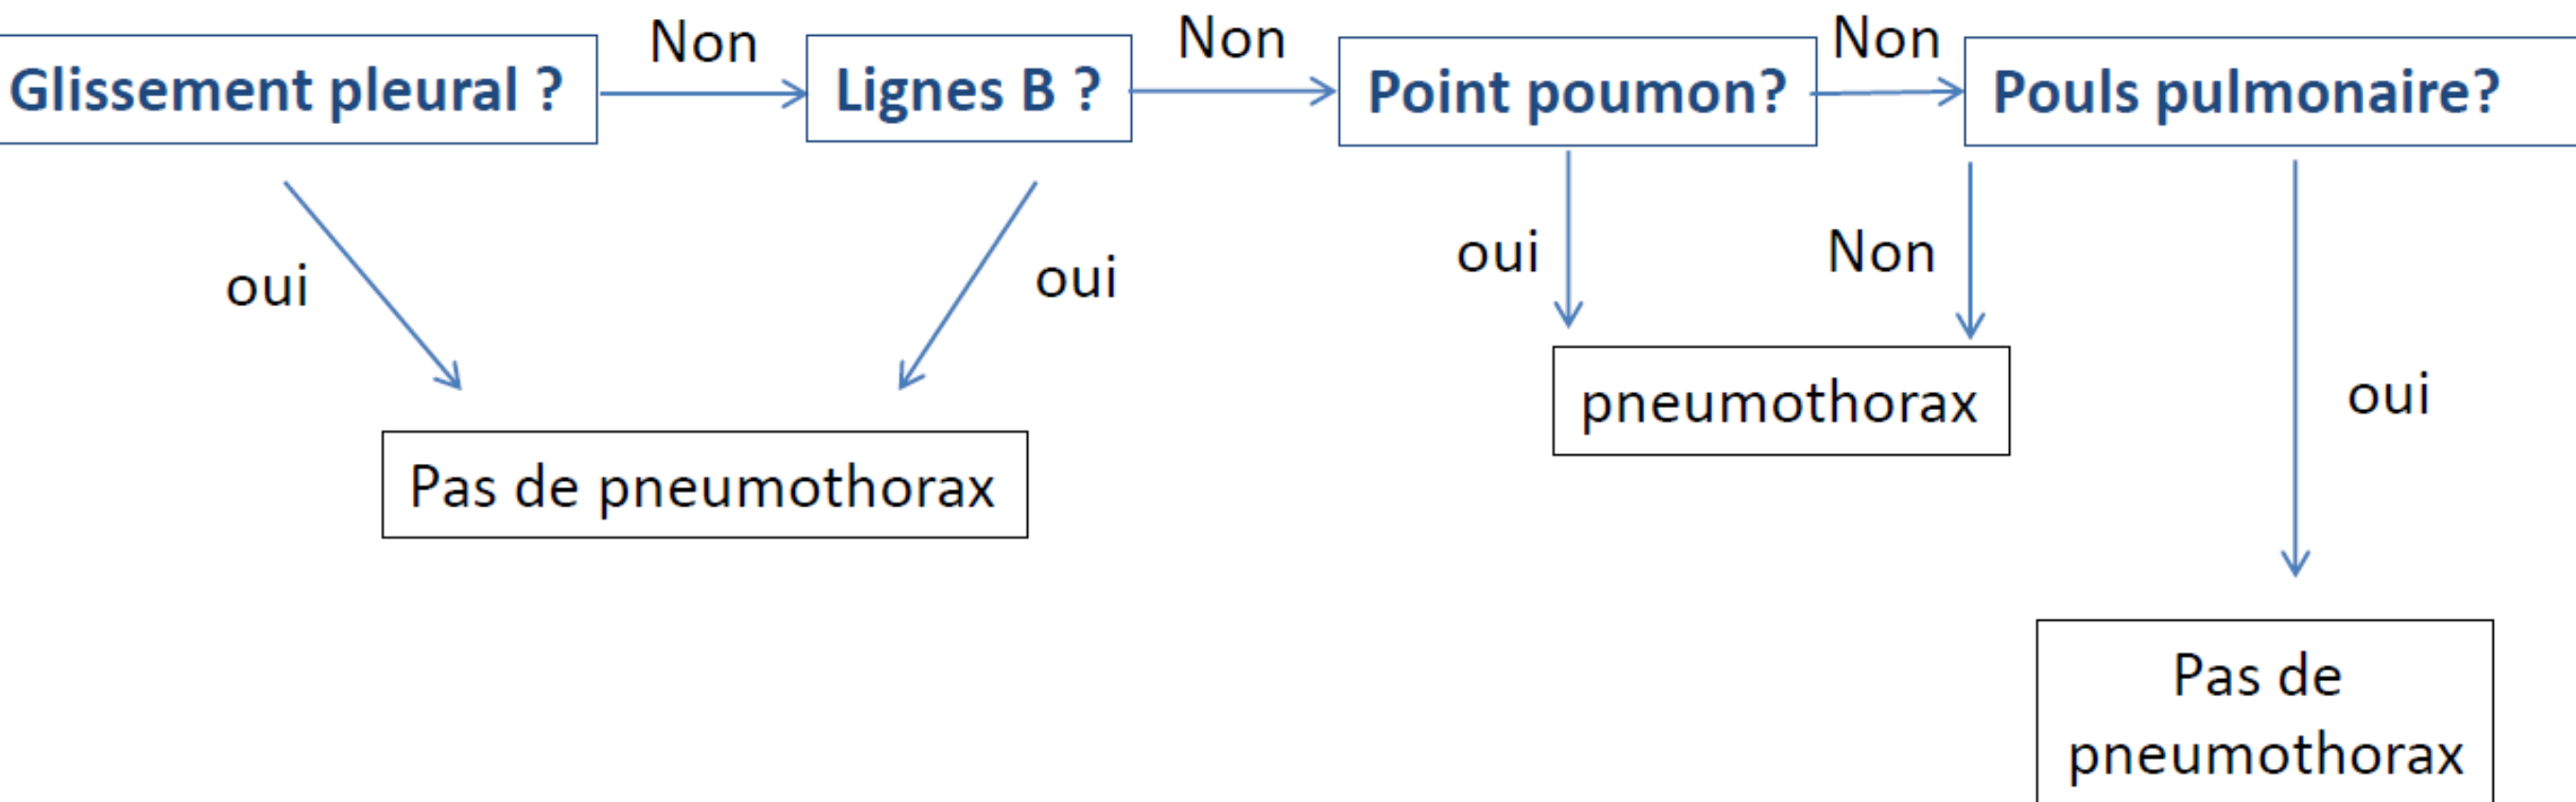 Glissement pleural ?
Non
Lignes B ?
Non
Point poumon?
Non
Pouls pulmonaire?
oui
oui
oui
Non
oui
Pas de pneumothorax
pneumothorax
Pas de
pneumothorax